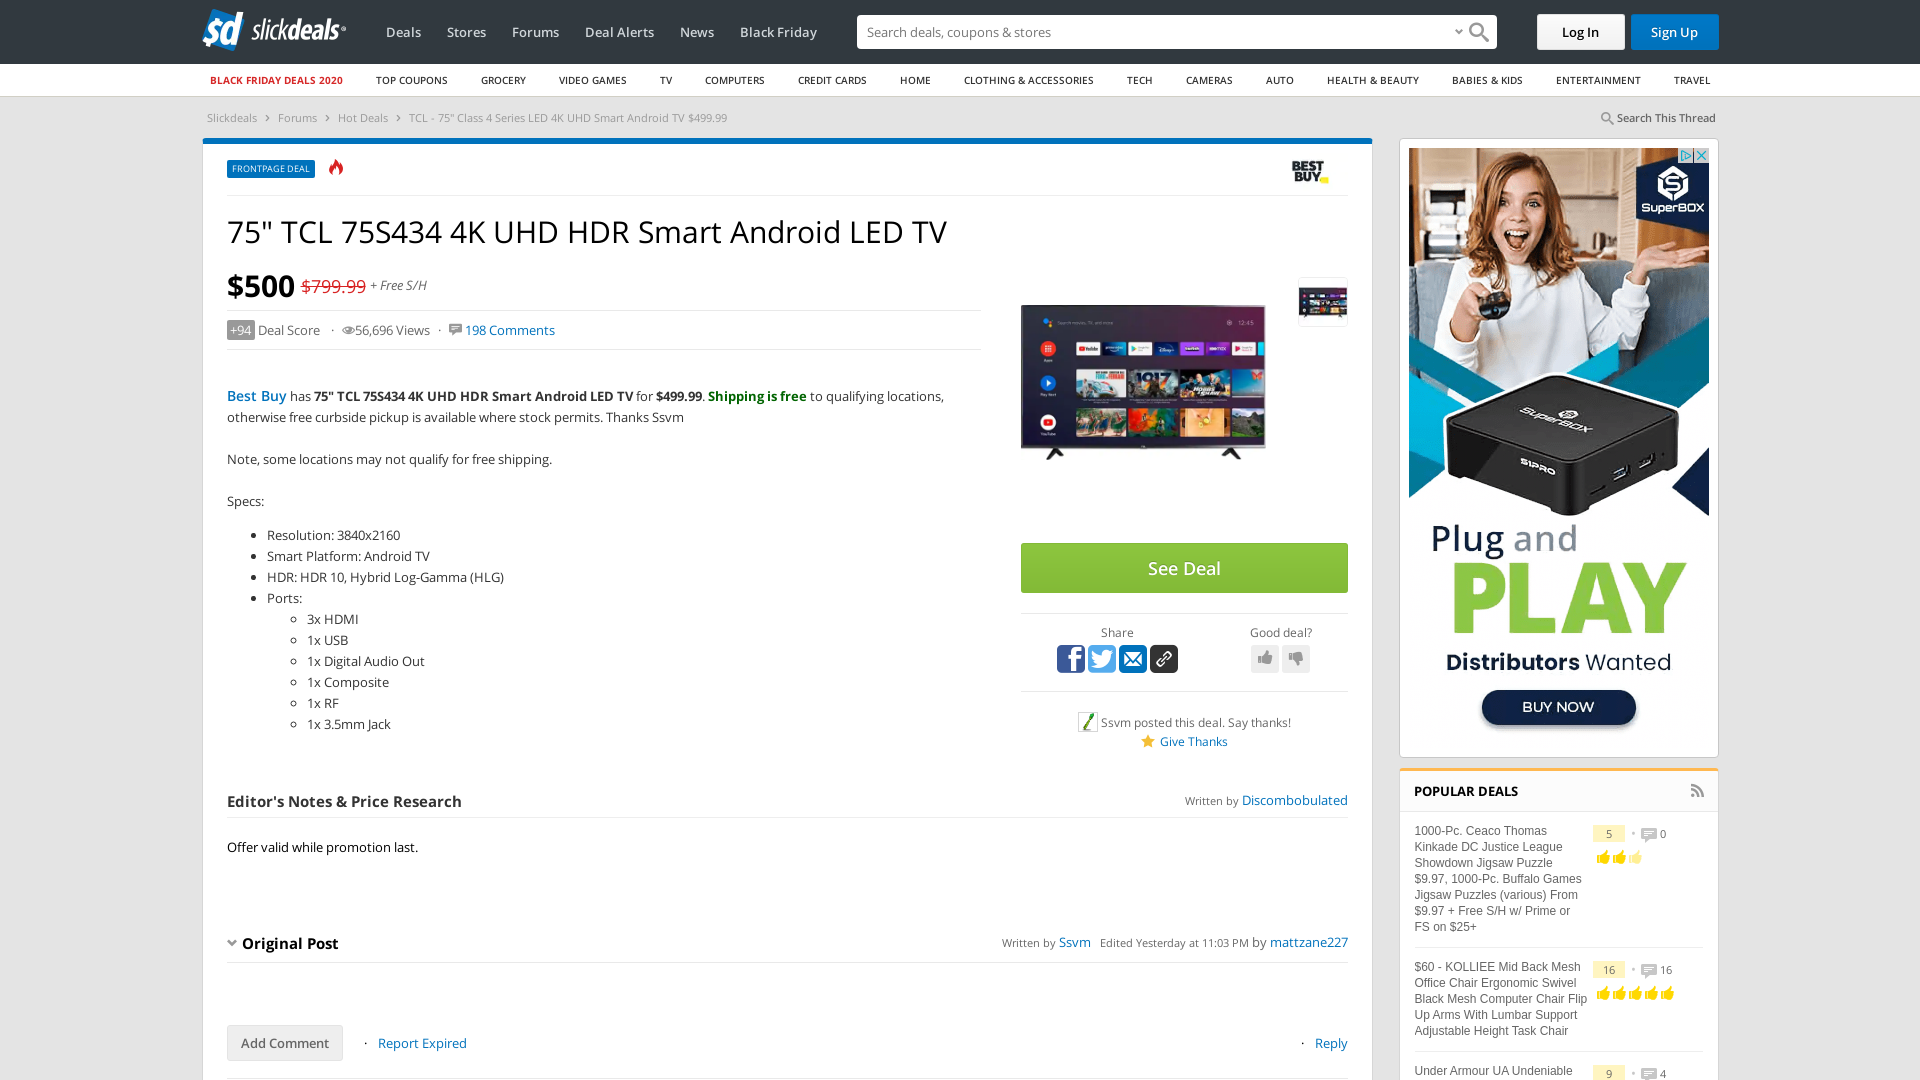 slickdeals
Deals
Stores
Forums
Deal Alerts
News
Black Friday
Search deals, coupons & shops
Log In
Sign Up
BLACK FRIDAY DEALS 2020
TOP COUPONS
GROCERY
VIDEO GAMES
TV
COMPUTERS
CREDIT CARDS
HOME
CLOTHING & ACCESSORIES
TECH
CAMERAS
AUTO
HEALTH & BEAUTY
BABIES & KIDS
ENTERTAINMENT
TRAVEL
Slickdeals › Forums › Hot Deals › TCL - 75" Class 4 Series LED 4K UHD Smart Android TV $499.99
Search This Thread
FRONTPAGE DEAL
BEST BUY
75" TCL 75S434 4K UHD HDR Smart Android LED TV
$500 $799.99 + Free S/H
+94 Deal Score · 56,696 Views · 198 Comments
Best Buy has 75" TCL 75S434 4K UHD HDR Smart Android LED TV for $499.99. Shipping is free to qualifying locations,
otherwise free curbside pickup is available where stock permits. Thanks Ssvm
Note, some locations may not qualify for free shipping.
Specs:
Resolution: 3840x2160
Smart Platform: Android TV
HDR: HDR 10, Hybrid Log-Gamma (HLG)
Ports:
3x HDMI
1x USB
1x Digital Audio Out
1x Composite
1x RF
1x 3.5mm Jack
See Deal
Share
Good deal?
Ssvm posted this deal. Say thanks!
Give Thanks
Editor's Notes & Price Research
Written by Discombobulated
Offer valid while promotion last.
Original Post
Written by Ssvm Edited Yesterday at 11:03 PM by mattzane227
Add Comment
· Report Expired
· Reply
SUPERBOX
SUPERBOX
S1PRO
Plug and
PLAY
Distributors Wanted
BUY NOW
POPULAR DEALS
1000-Pc. Ceaco Thomas
Kinkade DC Justice League
Showdown Jigsaw Puzzle
$9.97, 1000-Pc. Buffalo Games
Jigsaw Puzzles (various) From
$9.97 + Free S/H w/ Prime or
FS on $25+
5 • 0
$60 - KOLLIEE Mid Back Mesh
Office Chair Ergonomic Swivel
Black Mesh Computer Chair Flip
Up Arms With Lumbar Support
Adjustable Height Task Chair
16 • 16
Under Armour UA Undeniable
9 • 4